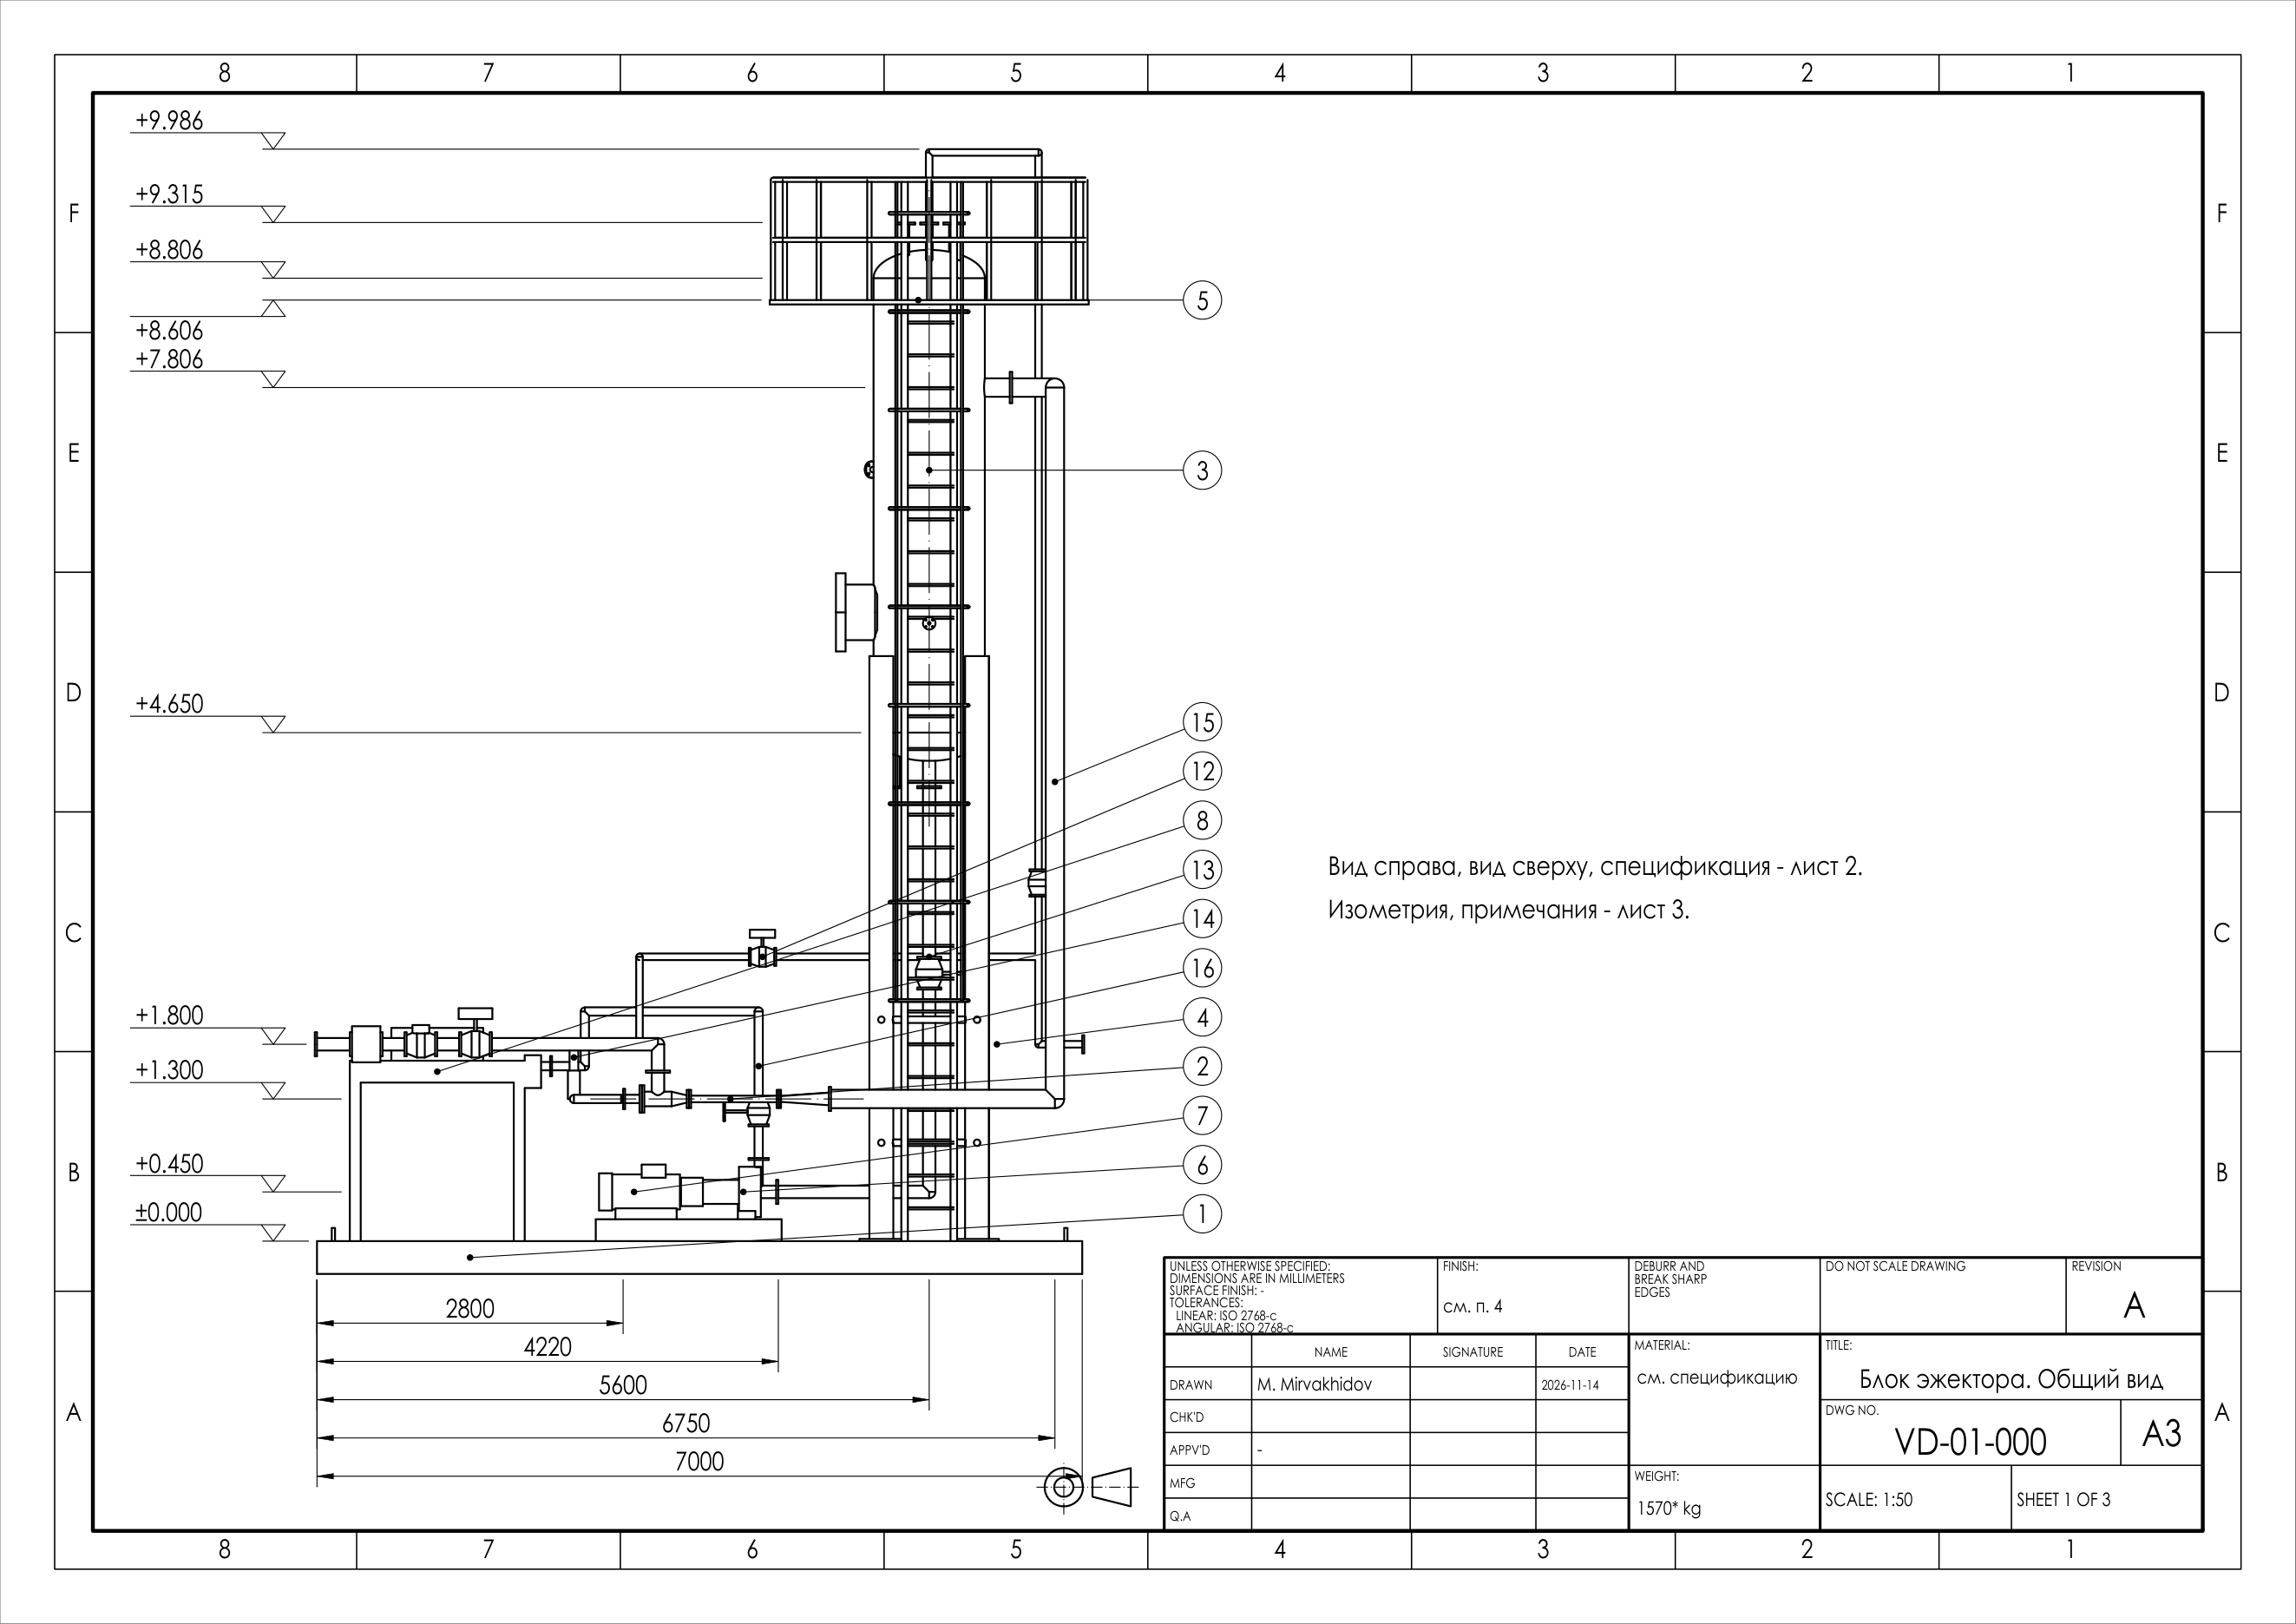 8 7 6 5 4 3 2 1
F F
E E
D D
C C
B B
A A
+9.986
+9.315
+8.806
+8.606
+7.806
+4.650
+1.800
+1.300
+0.450
±0.000
5
3
15
12
8
13
14
16
4
2
7
6
1
Вид справа, вид сверху, спецификация - лист 2.
Изометрия, примечания - лист 3.
2800
4220
5600
6750
7000
UNLESS OTHERWISE SPECIFIED:
DIMENSIONS ARE IN MILLIMETERS
SURFACE FINISH: -
TOLERANCES:
LINEAR: ISO 2768-c
ANGULAR: ISO 2768-c
FINISH:
см. п. 4
DEBURR AND
BREAK SHARP
EDGES
DO NOT SCALE DRAWING
REVISION
A
NAME SIGNATURE DATE
DRAWN M. Mirvakhidov 2026-11-14
CHK'D
APPV'D -
MFG
Q.A
MATERIAL:
см. спецификацию
WEIGHT:
1570* kg
TITLE:
Блок эжектора. Общий вид
DWG NO.
VD-01-000
A3
SCALE: 1:50
SHEET 1 OF 3
8 7 6 5 4 3 2 1